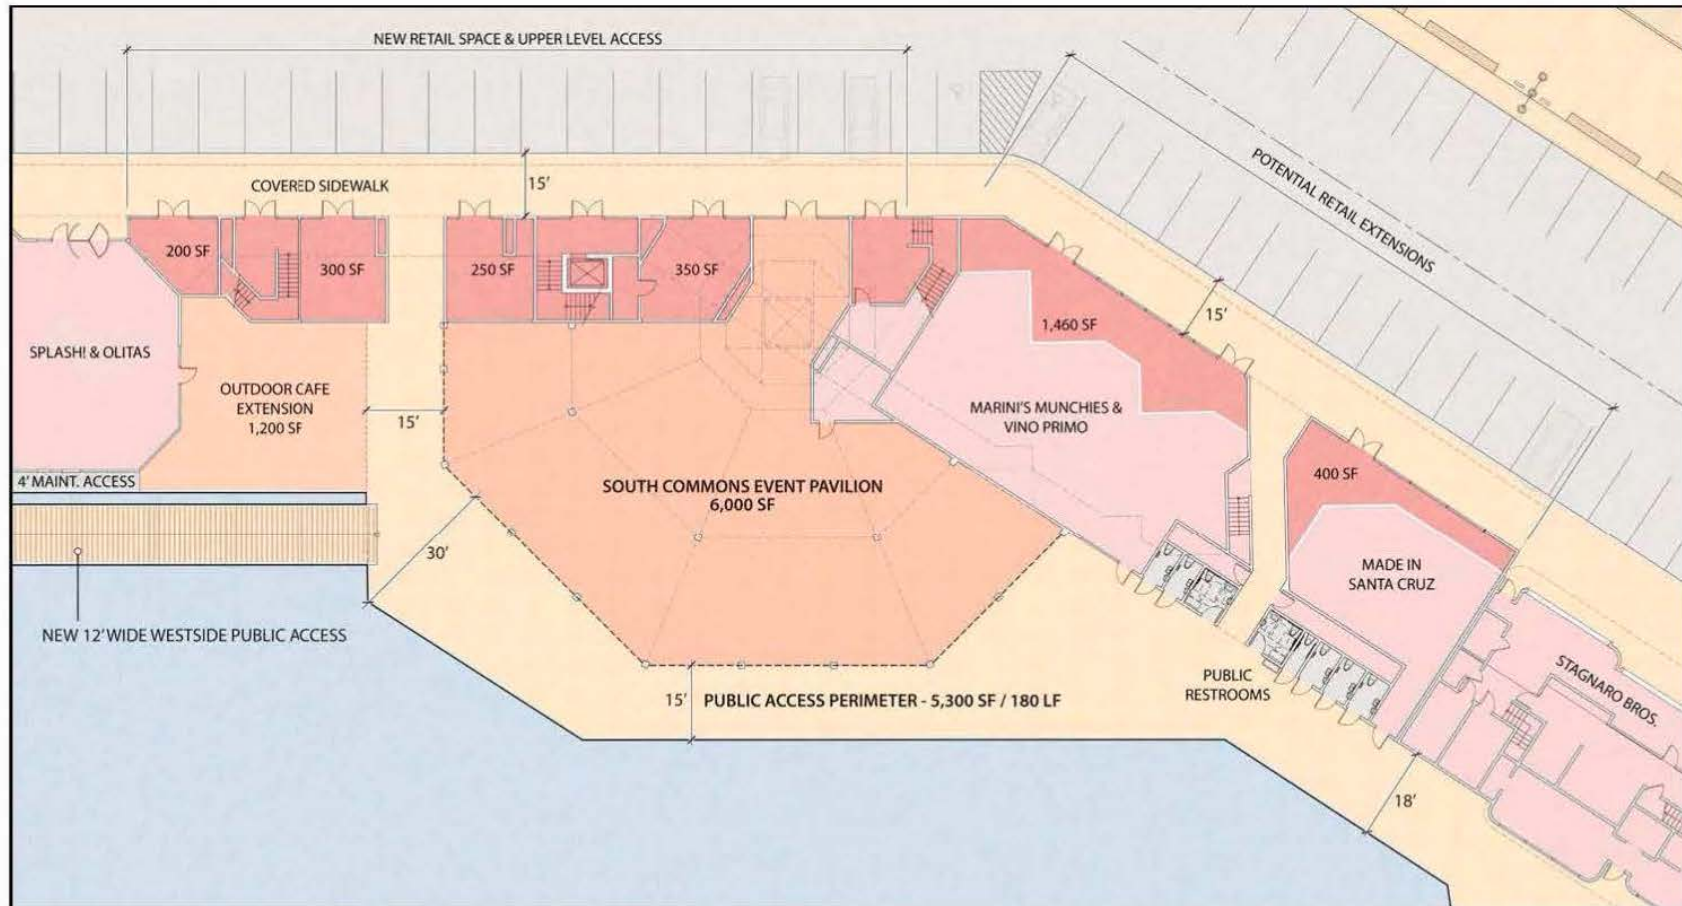 NEW RETAIL SPACE & UPPER LEVEL ACCESS
POTENTIAL RETAIL EXTENSIONS
COVERED SIDEWALK
15'
200 SF
300 SF
250 SF
350 SF
15'
1,460 SF
SPLASH! & OLITAS
OUTDOOR CAFE
EXTENSION
1,200 SF
15'
MARINI'S MUNCHIES &
VINO PRIMO
400 SF
4' MAINT. ACCESS
SOUTH COMMONS EVENT PAVILION
6,000 SF
30'
MADE IN
SANTA CRUZ
NEW 12' WIDE WESTSIDE PUBLIC ACCESS
PUBLIC
RESTROOMS
STAGNARO BROS.
15'
PUBLIC ACCESS PERIMETER - 5,300 SF / 180 LF
18'